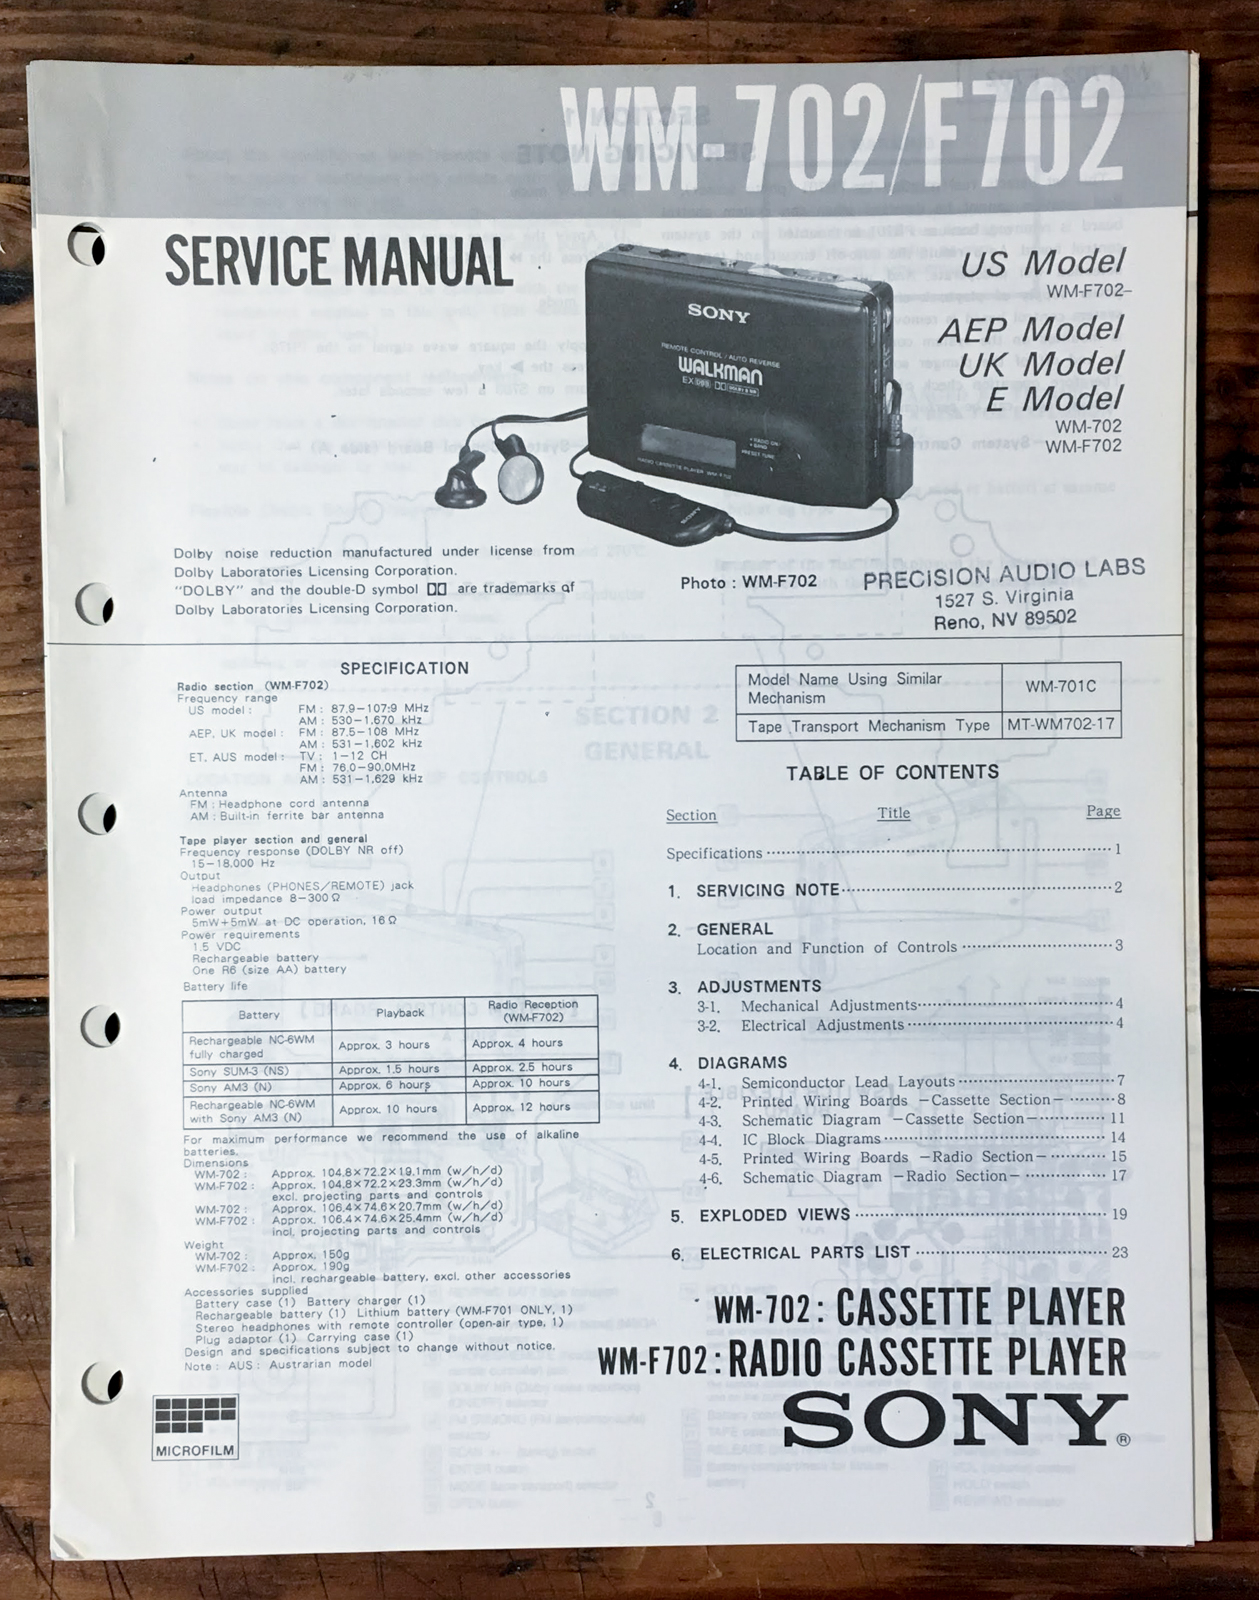 WM-702/F702
SERVICE MANUAL
US Model
WM-F702-
AEP Model
UK Model
E Model
WM-702
WM-F702
SONY
REMOTE CONTROL / AUTO REVERSE
WALKMAN
RADIO CASSETTE PLAYER WM-F702
SONY
Dolby noise reduction manufactured under license from
Dolby Laboratories Licensing Corporation.
"DOLBY" and the double-D symbol are trademarks of
Dolby Laboratories Licensing Corporation.
Photo : WM-F702
PRECISION AUDIO LABS
1527 S. Virginia
Reno, NV 89502
SPECIFICATION
Radio section (WM-F702)
Frequency range
US model : FM : 87.9-107.9 MHz
AM : 530-1,670 kHz
AEP, UK model : FM : 87.5-108 MHz
AM : 531-1,602 kHz
ET, AUS model : TV : 1-12 CH
FM : 76.0-90.0MHz
AM : 531-1,629 kHz
Antenna
FM : Headphone cord antenna
AM : Built-in ferrite bar antenna
Tape player section and general
Frequency response (DOLBY NR off)
15-18,000 Hz
Output
Headphones (PHONES/REMOTE) jack
load impedance 8-300 Ω
Power output
5mW+5mW at DC operation, 16 Ω
Power requirements
1.5 VDC
Rechargeable battery
One R6 (size AA) battery
Battery life
Battery Playback Radio Reception (WM-F702)
Rechargeable NC-6WM fully charged Approx. 3 hours Approx. 4 hours
Sony SUM-3 (NS) Approx. 1.5 hours Approx. 2.5 hours
Sony AM3 (N) Approx. 6 hours Approx. 10 hours
Rechargeable NC-6WM with Sony AM3 (N) Approx. 10 hours Approx. 12 hours
For maximum performance we recommend the use of alkaline
batteries.
Dimensions
WM-702 : Approx. 104.8×72.2×19.1mm (w/h/d)
WM-F702 : Approx. 104.8×72.2×23.3mm (w/h/d)
excl. projecting parts and controls
WM-702 : Approx. 106.4×74.6×20.7mm (w/h/d)
WM-F702 : Approx. 106.4×74.6×25.4mm (w/h/d)
incl. projecting parts and controls
Weight
WM-702 : Approx. 150g
WM-F702 : Approx. 190g
incl. rechargeable battery, excl. other accessories
Accessories supplied
Battery case (1) Battery charger (1)
Rechargeable battery (1) Lithium battery (WM-F701 ONLY, 1)
Stereo headphones with remote controller (open-air type, 1)
Plug adaptor (1) Carrying case (1)
Design and specifications subject to change without notice.
Note : AUS : Austrarian model
MICROFILM
Model Name Using Similar Mechanism WM-701C
Tape Transport Mechanism Type MT-WM702-17
TABLE OF CONTENTS
Section Title Page
Specifications 1
1. SERVICING NOTE 2
2. GENERAL
Location and Function of Controls 3
3. ADJUSTMENTS
3-1. Mechanical Adjustments 4
3-2. Electrical Adjustments 4
4. DIAGRAMS
4-1. Semiconductor Lead Layouts 7
4-2. Printed Wiring Boards -Cassette Section- 8
4-3. Schematic Diagram -Cassette Section- 11
4-4. IC Block Diagrams 14
4-5. Printed Wiring Boards -Radio Section- 15
4-6. Schematic Diagram -Radio Section- 17
5. EXPLODED VIEWS 19
6. ELECTRICAL PARTS LIST 23
WM-702 : CASSETTE PLAYER
WM-F702 : RADIO CASSETTE PLAYER
SONY®